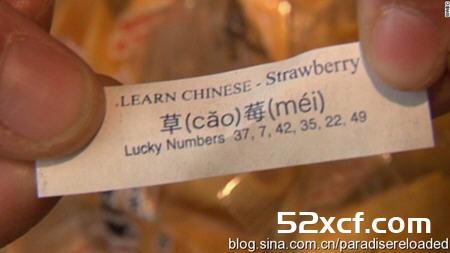 LEARN CHINESE - Strawberry
草(cǎo)莓(méi)
Lucky Numbers 37, 7, 42, 35, 22, 49
52xcf.com
blog.sina.com.cn/paradisereloaded